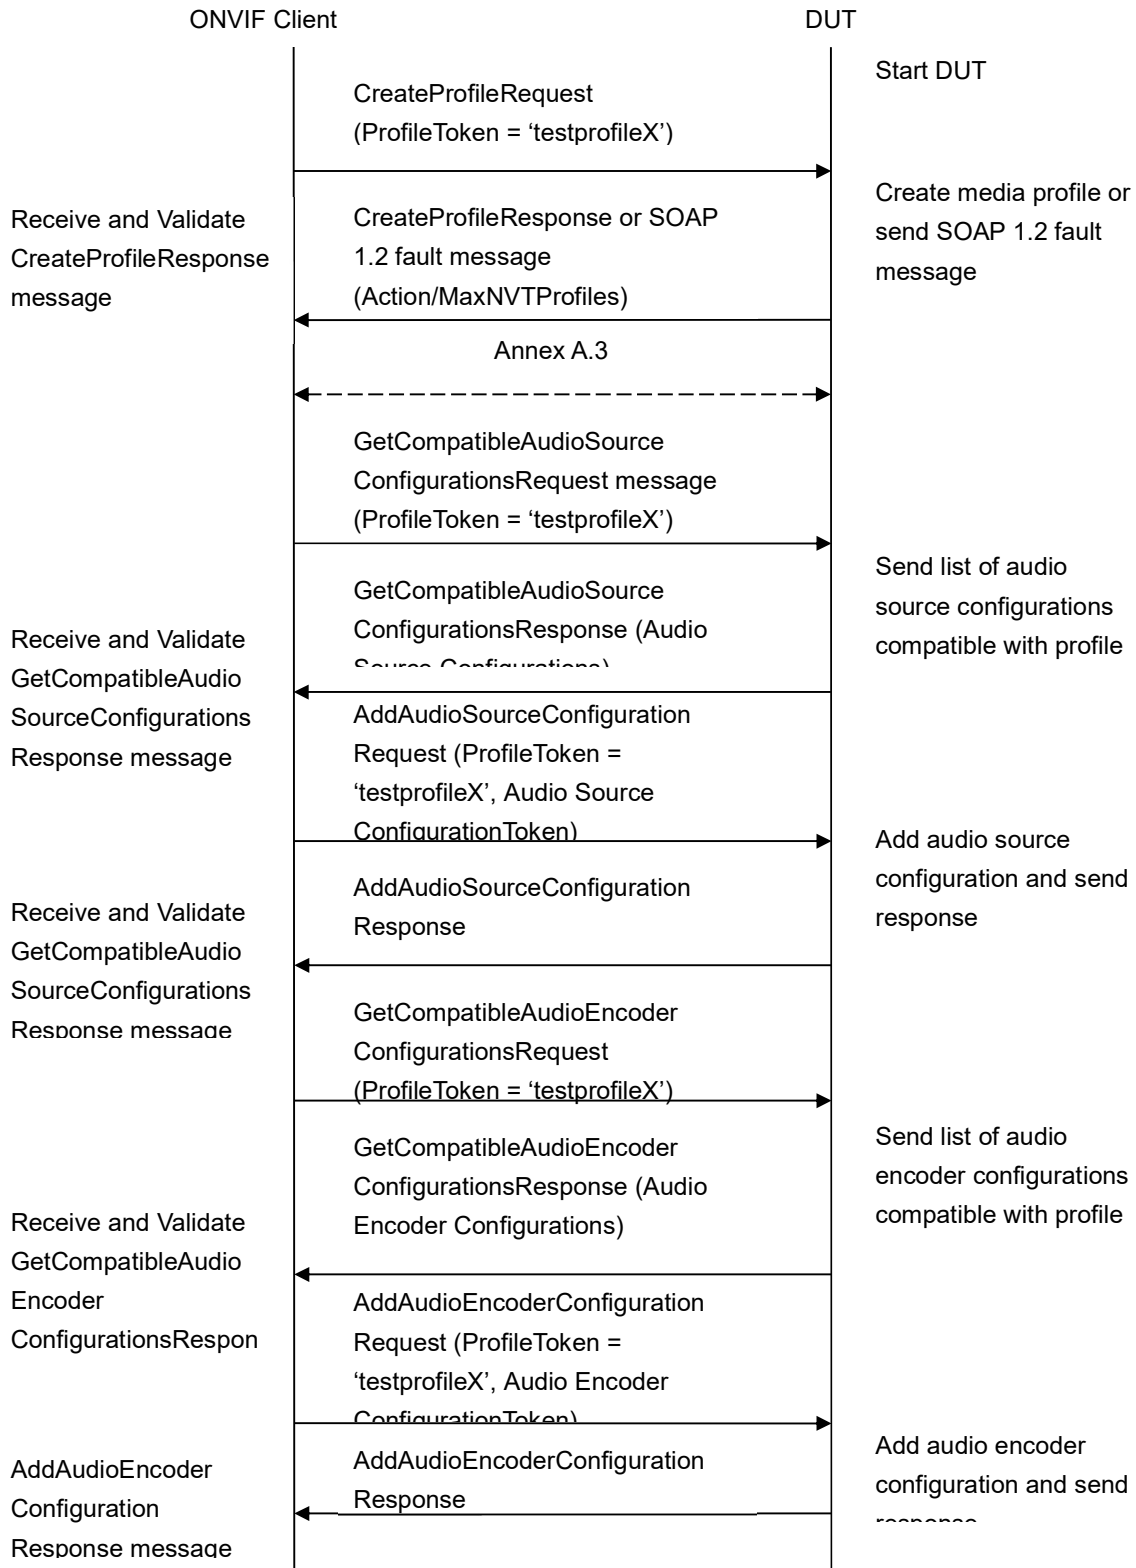 ONVIF Client
DUT
Start DUT
CreateProfileRequest
(ProfileToken = ‘testprofileX’)
Create media profile or
send SOAP 1.2 fault
message
Receive and Validate
CreateProfileResponse
message
CreateProfileResponse or SOAP
1.2 fault message
(Action/MaxNVTProfiles)
Annex A.3
GetCompatibleAudioSource
ConfigurationsRequest message
(ProfileToken = ‘testprofileX’)
Send list of audio
source configurations
compatible with profile
GetCompatibleAudioSource
ConfigurationsResponse (Audio
Source Configurations)
Receive and Validate
GetCompatibleAudio
SourceConfigurations
Response message
AddAudioSourceConfiguration
Request (ProfileToken =
‘testprofileX’, Audio Source
ConfigurationToken)
Add audio source
configuration and send
response
AddAudioSourceConfiguration
Response
Receive and Validate
GetCompatibleAudio
SourceConfigurations
Response message
GetCompatibleAudioEncoder
ConfigurationsRequest
(ProfileToken = ‘testprofileX’)
Send list of audio
encoder configurations
compatible with profile
GetCompatibleAudioEncoder
ConfigurationsResponse (Audio
Encoder Configurations)
Receive and Validate
GetCompatibleAudio
Encoder
ConfigurationsRespon
AddAudioEncoderConfiguration
Request (ProfileToken =
‘testprofileX’, Audio Encoder
ConfigurationToken)
Add audio encoder
configuration and send
response
AddAudioEncoderConfiguration
Response
AddAudioEncoder
Configuration
Response message